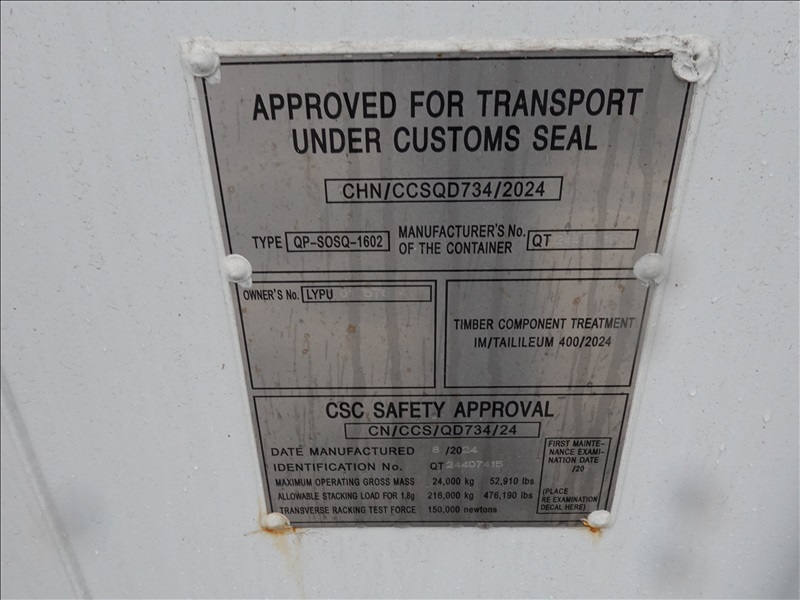 APPROVED FOR TRANSPORT
UNDER CUSTOMS SEAL
CHN/CCSQD734/2024
TYPE QP-SOSQ-1602 MANUFACTURER'S No. OF THE CONTAINER QT
OWNER'S No. LYPU
TIMBER COMPONENT TREATMENT
IM/TAILILEUM 400/2024
CSC SAFETY APPROVAL
CN/CCS/QD734/24
DATE MANUFACTURED 6 /2024
IDENTIFICATION No. QT 24407415
MAXIMUM OPERATING GROSS MASS 24,000 kg 52,910 lbs
ALLOWABLE STACKING LOAD FOR 1.8g 216,000 kg 476,190 lbs
TRANSVERSE RACKING TEST FORCE 150,000 newtons
FIRST MAINTE-
NANCE EXAMI-
NATION DATE
/20
(PLACE
RE EXAMINATION
DECAL HERE)